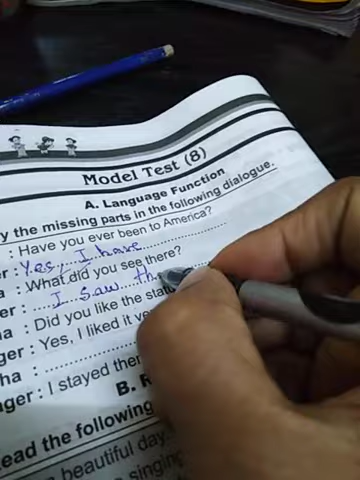 Model Test (8)
A. Language Function
y the missing parts in the following dialogue.
: Have you ever been to America?
er : Yes, I have
a : What did you see there?
er : I saw th
a : Did you like the stat
ger : Yes, I liked it ve
ha :
nger : I stayed ther
B. R
ead the following
beautiful day.
singing